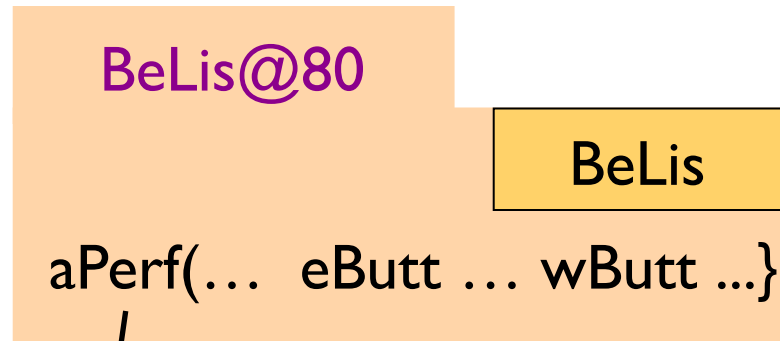 BeLis@80
BeLis
aPerf(… eButt … wButt ...}